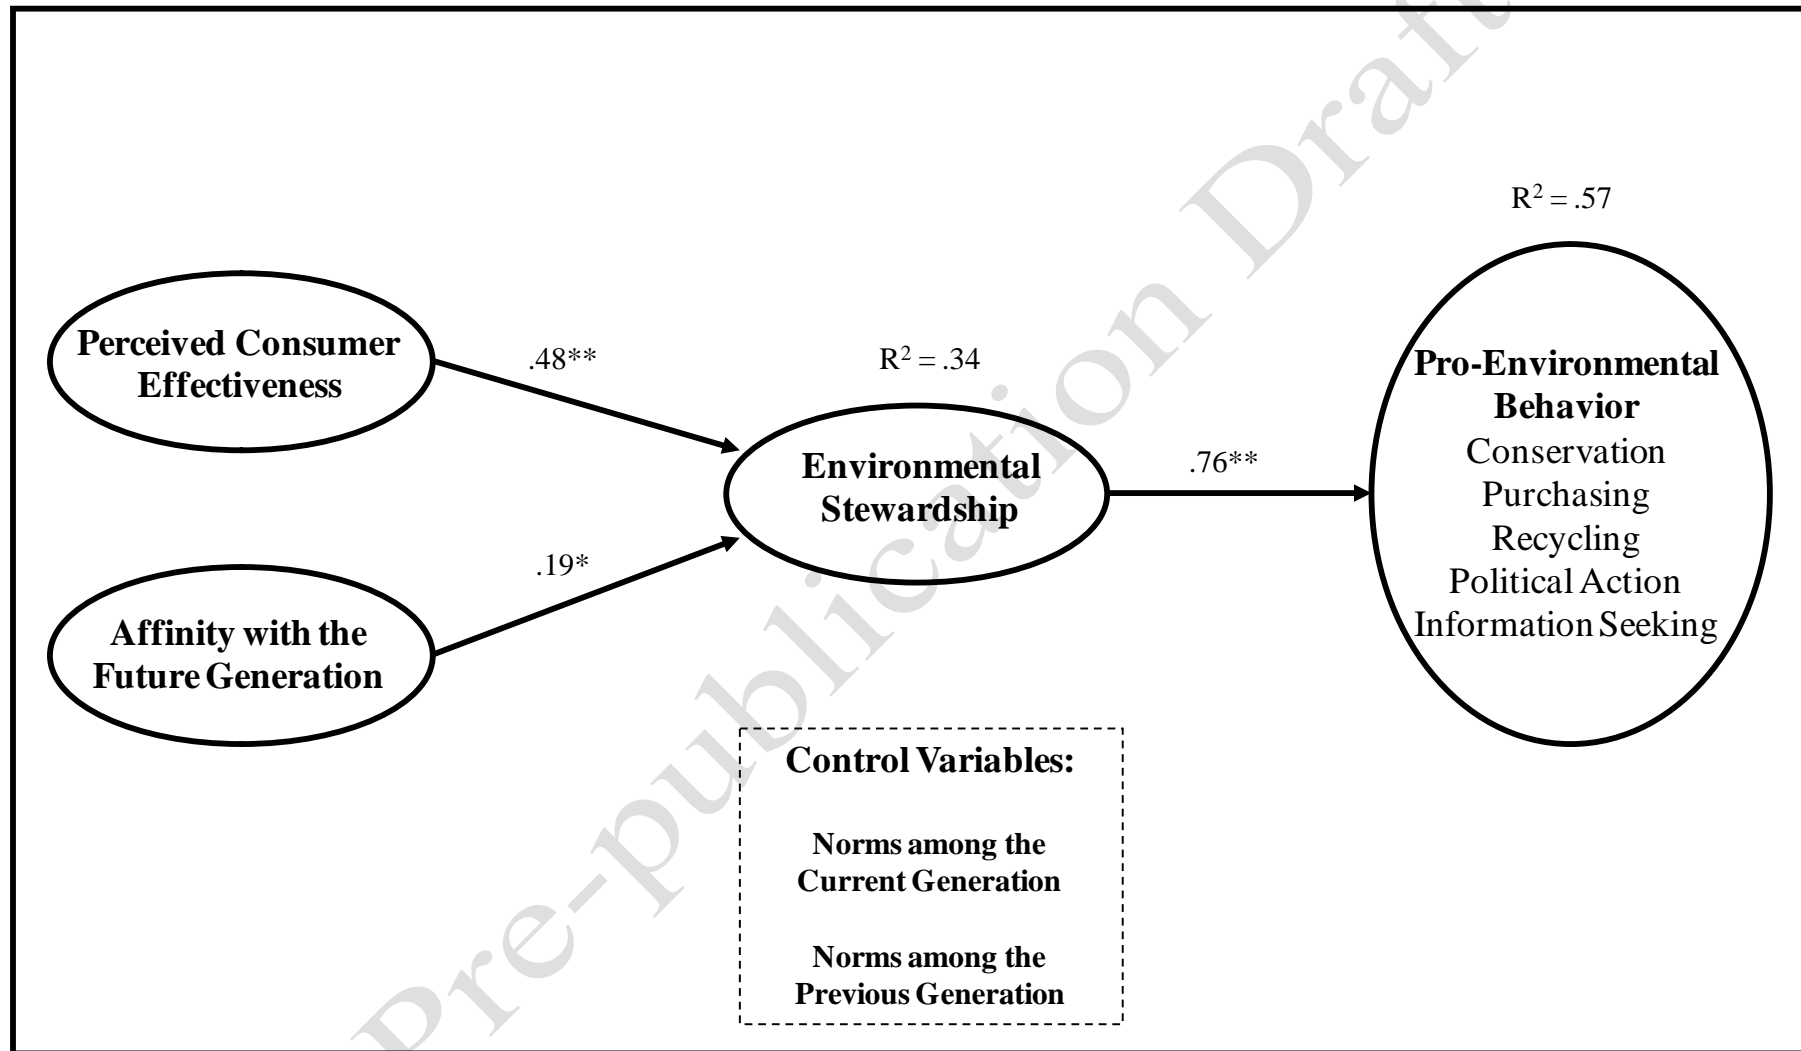 Pre-publication Draft
R² = .57
Perceived Consumer
Effectiveness
.48**
R² = .34
Pro-Environmental
Behavior
Conservation
Purchasing
Recycling
Political Action
Information Seeking
Environmental
Stewardship
.76**
.19*
Affinity with the
Future Generation
Control Variables:
Norms among the
Current Generation
Norms among the
Previous Generation